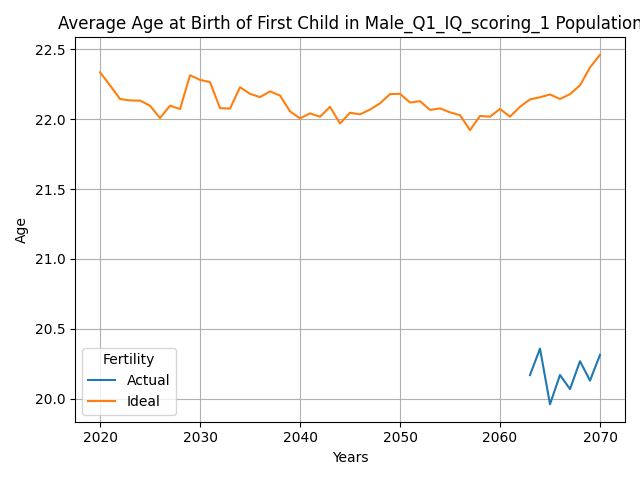 Average Age at Birth of First Child in Male_Q1_IQ_scoring_1 Population
22.5
22.0
21.5
21.0
20.5
20.0
Age
Fertility
Actual
Ideal
2020 2030 2040 2050 2060 2070
Years